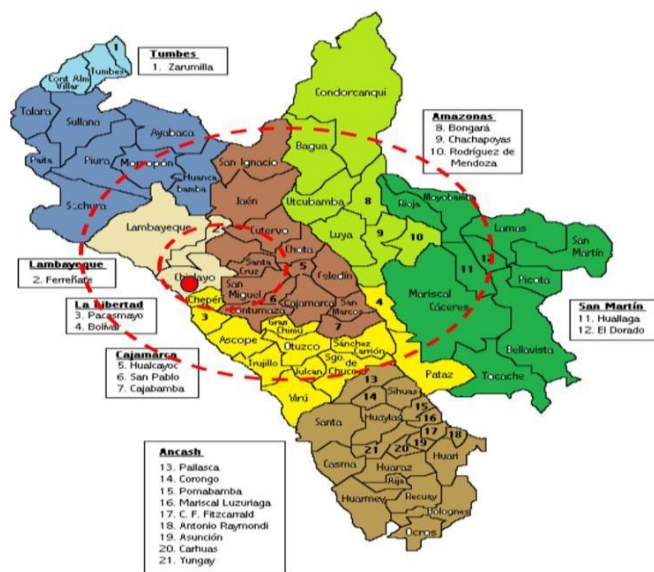 Tumbes
1. Zarumilla
1
Tumbes
Cont Alm
Villar
Talara
Sullana
Ayabaca
Paita
Piura
Morropón
Huanca
bamba
Sechura
Condorcanqui
Bagua
San Ignacio
Jaén
Utcubamba
8
Luya
9
10
Amazonas
8. Bongará
9. Chachapoyas
10. Rodríguez de
Mendoza
Rioja
Moyobamba
Lamas
San
Martín
11
12
Picota
Mariscal
Cáceres
Bellavista
Tocache
San Martín
11. Huallaga
12. El Dorado
Lambayeque
2
Cutervo
Chota
Santa
Cruz
5
Celedín
Chiclayo
San
Miguel
6
Cajamarca
San
Marcos
Contumaza
7
Lambayeque
2. Ferreñafe
La Libertad
3. Pacasmayo
4. Bolívar
Cajamarca
5. Hualcayoc
6. San Pablo
7. Cajabamba
Chepén
3
4
Ascope
Gran
Chimú
Otuzco
Sánchez
Carrión
Trujillo
Julcan
Sgo
de
Chuco
Virú
Pataz
13
14
Sihuas
15
16
Santa
Huaylas
17
18
19
20
21
Huari
Casma
Huaraz
Rija
Huarmey
Recuay
Bolognesi
Ocros
Ancash
13. Pallasca
14. Corongo
15. Pomabamba
16. Mariscal Luzuriaga
17. C. F. Fitzcarrald
18. Antonio Raymondi
19. Asunción
20. Carhuas
21. Yungay